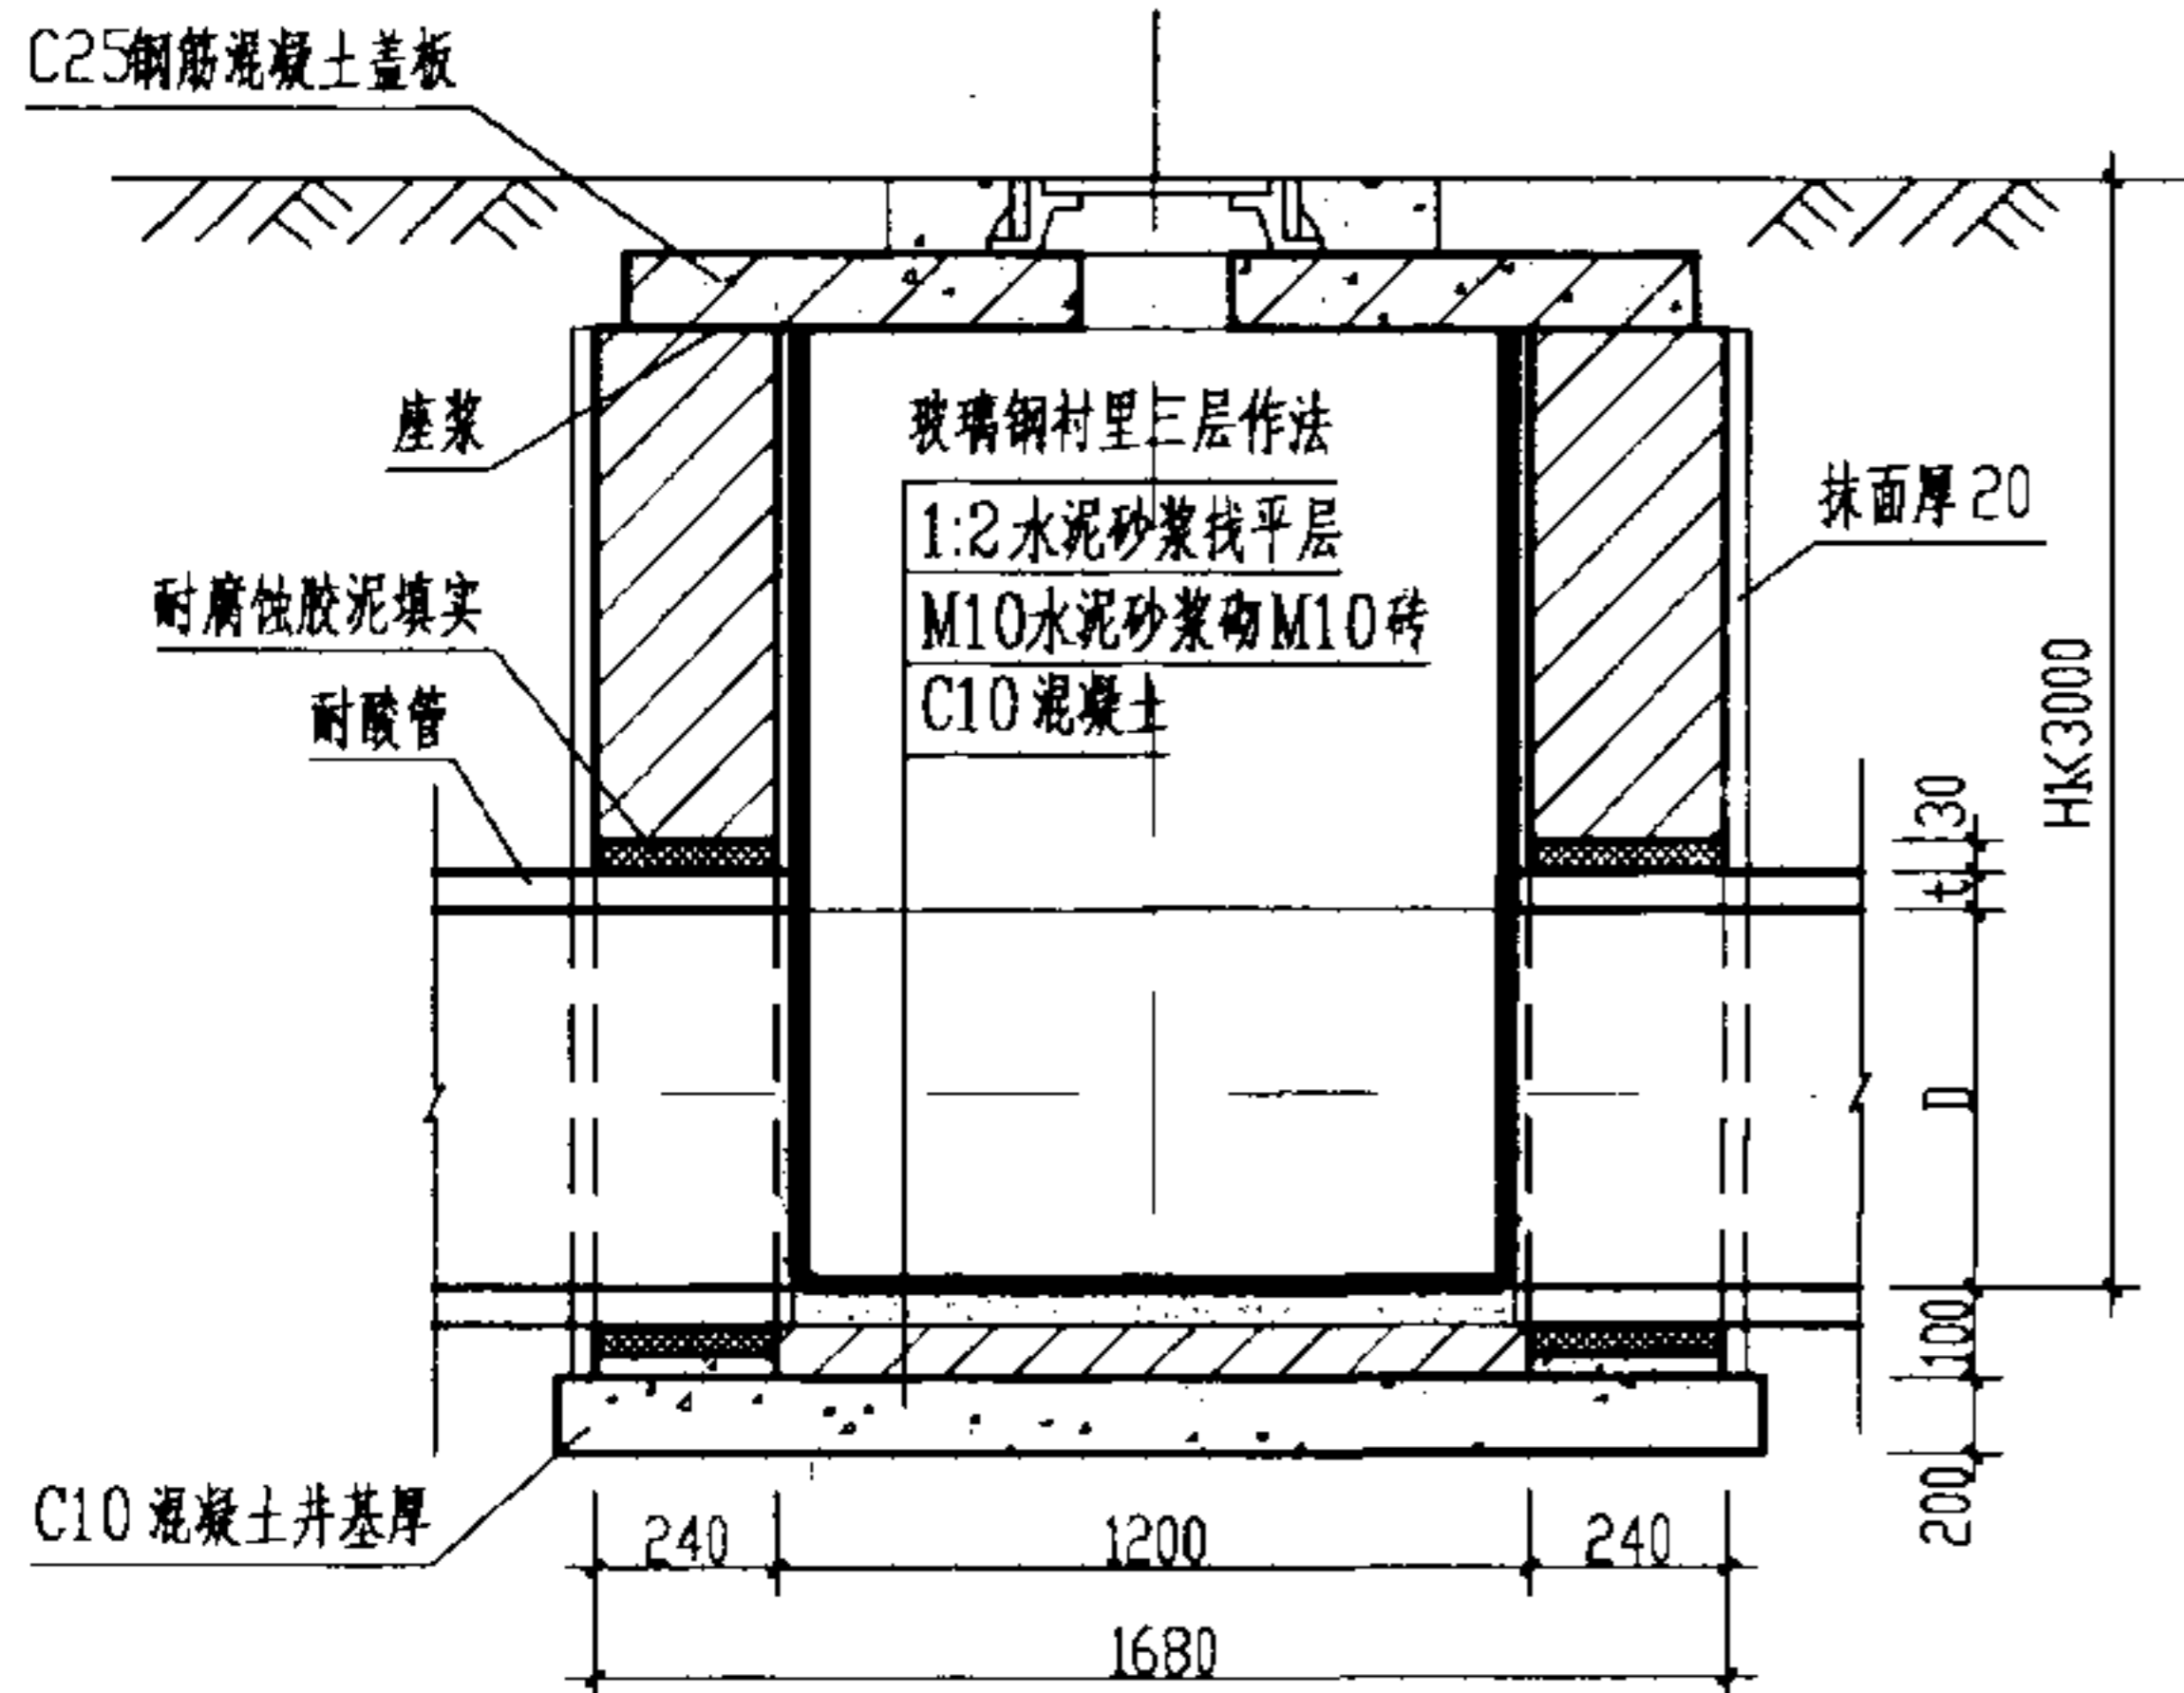 C25钢筋混凝土盖板
座浆
玻璃钢村里三层作法
1:2水泥砂浆找平层
M10水泥砂浆砌M10砖
C10混凝土
抹面厚20
耐腐蚀胶泥填实
耐酸管
HK3000
130
t
D
100
200
C10混凝土井基厚
240
1200
240
1680